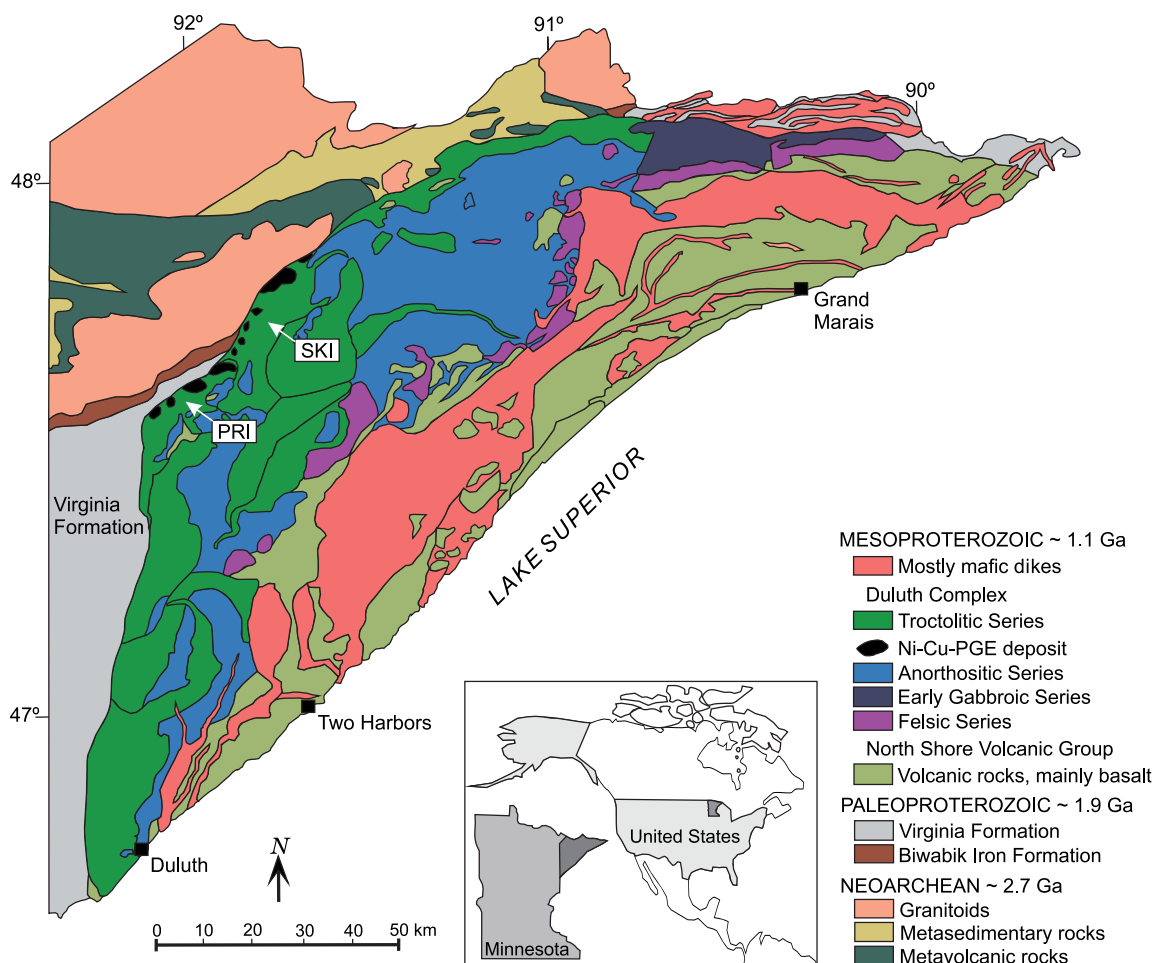 92º
91º
90º
48º
Grand
Marais
SKI
PRI
Virginia
Formation
LAKE SUPERIOR
47º
Two Harbors
Duluth
N
0 10 20 30 40 50 km
United States
Minnesota
MESOPROTEROZOIC ~ 1.1 Ga
Mostly mafic dikes
Duluth Complex
Troctolitic Series
Ni-Cu-PGE deposit
Anorthositic Series
Early Gabbroic Series
Felsic Series
North Shore Volcanic Group
Volcanic rocks, mainly basalt
PALEOPROTEROZOIC ~ 1.9 Ga
Virginia Formation
Biwabik Iron Formation
NEOARCHEAN ~ 2.7 Ga
Granitoids
Metasedimentary rocks
Metavolcanic rocks